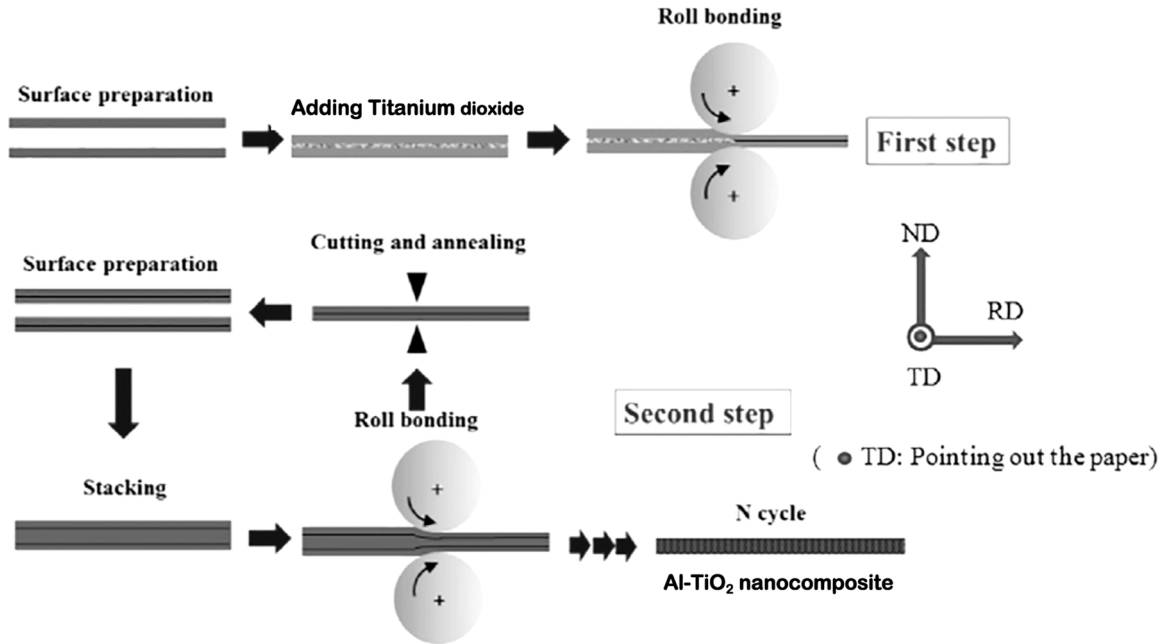 Roll bonding
Surface preparation
Adding Titanium dioxide
+
First step
+
Cutting and annealing
Surface preparation
ND
RD
TD
Second step
Roll bonding
( ● TD: Pointing out the paper)
Stacking
+
N cycle
Al-TiO₂ nanocomposite
+